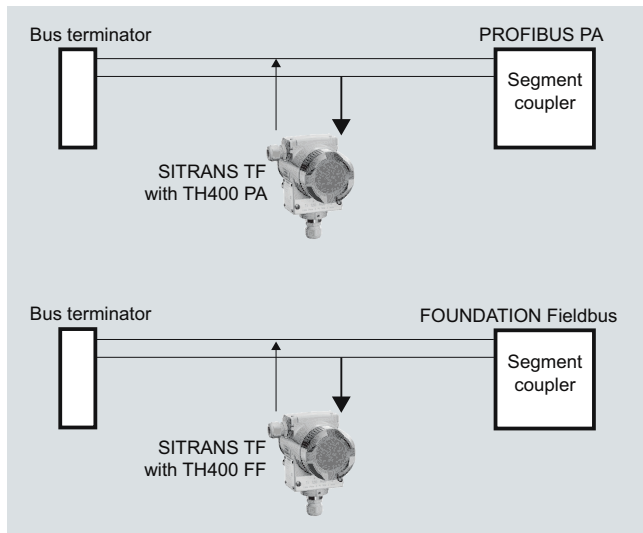 Bus terminator
PROFIBUS PA
Segment
coupler
SITRANS TF
with TH400 PA
Bus terminator
FOUNDATION Fieldbus
Segment
coupler
SITRANS TF
with TH400 FF